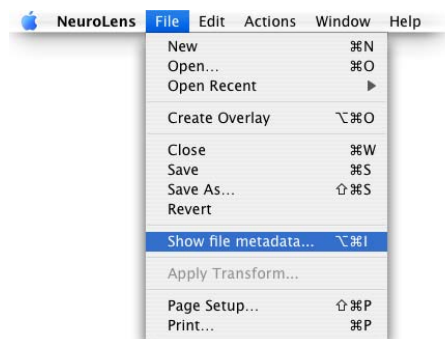 NeuroLens File Edit Actions Window Help
New ⌘N
Open... ⌘O
Open Recent ▶
Create Overlay ⌥⌘O
Close ⌘W
Save ⌘S
Save As... ⇧⌘S
Revert
Show file metadata... ⌥⌘I
Apply Transform...
Page Setup... ⇧⌘P
Print... ⌘P